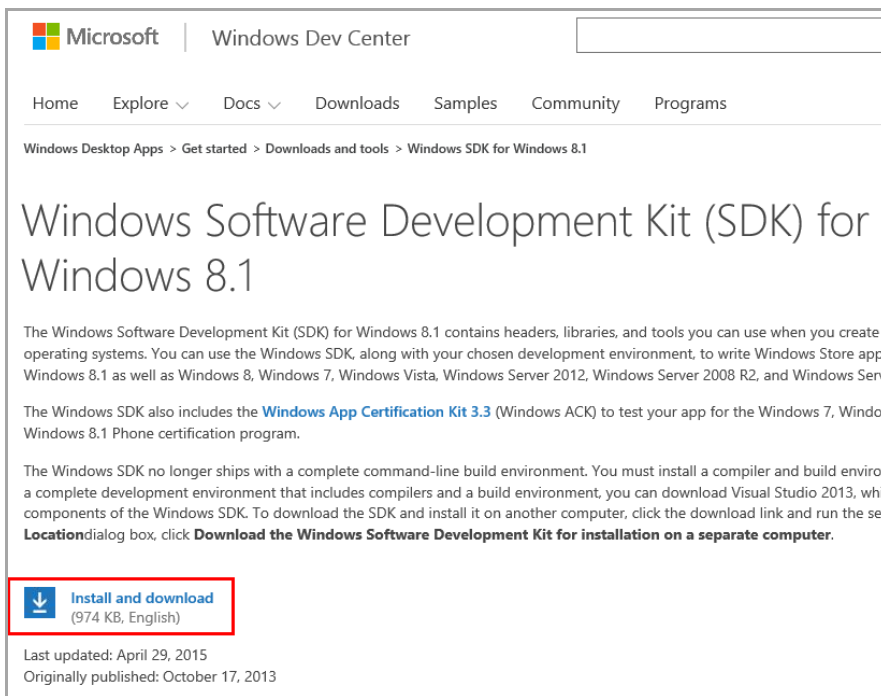 Microsoft Windows Dev Center
Home Explore Docs Downloads Samples Community Programs
Windows Desktop Apps > Get started > Downloads and tools > Windows SDK for Windows 8.1
Windows Software Development Kit (SDK) for
Windows 8.1
The Windows Software Development Kit (SDK) for Windows 8.1 contains headers, libraries, and tools you can use when you create
operating systems. You can use the Windows SDK, along with your chosen development environment, to write Windows Store app
Windows 8.1 as well as Windows 8, Windows 7, Windows Vista, Windows Server 2012, Windows Server 2008 R2, and Windows Ser
The Windows SDK also includes the Windows App Certification Kit 3.3 (Windows ACK) to test your app for the Windows 7, Windo
Windows 8.1 Phone certification program.
The Windows SDK no longer ships with a complete command-line build environment. You must install a compiler and build enviro
a complete development environment that includes compilers and a build environment, you can download Visual Studio 2013, whi
components of the Windows SDK. To download the SDK and install it on another computer, click the download link and run the se
Locationdialog box, click Download the Windows Software Development Kit for installation on a separate computer.
Install and download
(974 KB, English)
Last updated: April 29, 2015
Originally published: October 17, 2013